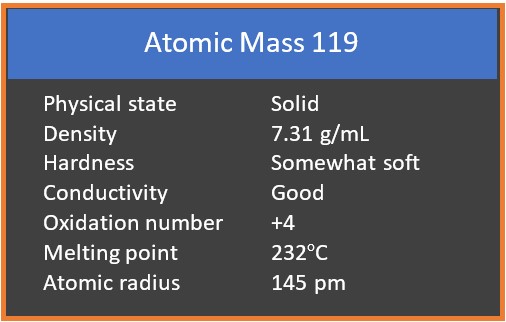 Atomic Mass 119
Physical state Solid
Density 7.31 g/mL
Hardness Somewhat soft
Conductivity Good
Oxidation number +4
Melting point 232°C
Atomic radius 145 pm